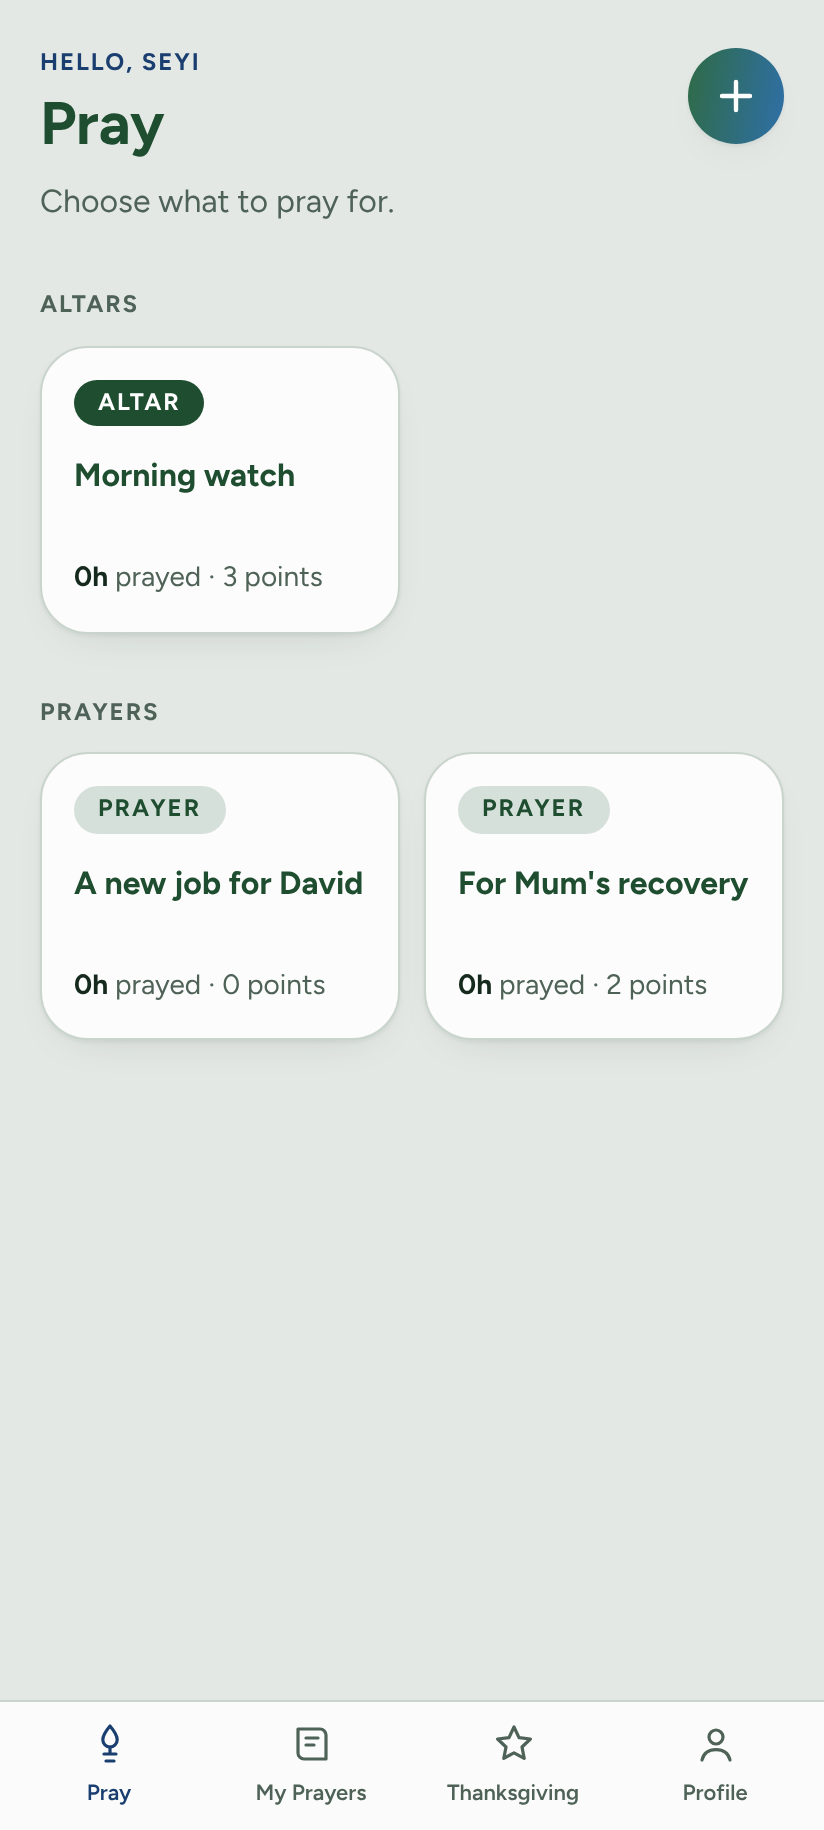 HELLO, SEYI
Pray
Choose what to pray for.
ALTARS
ALTAR
Morning watch
0h prayed · 3 points
PRAYERS
PRAYER
A new job for David
0h prayed · 0 points
PRAYER
For Mum's recovery
0h prayed · 2 points
Pray
My Prayers
Thanksgiving
Profile